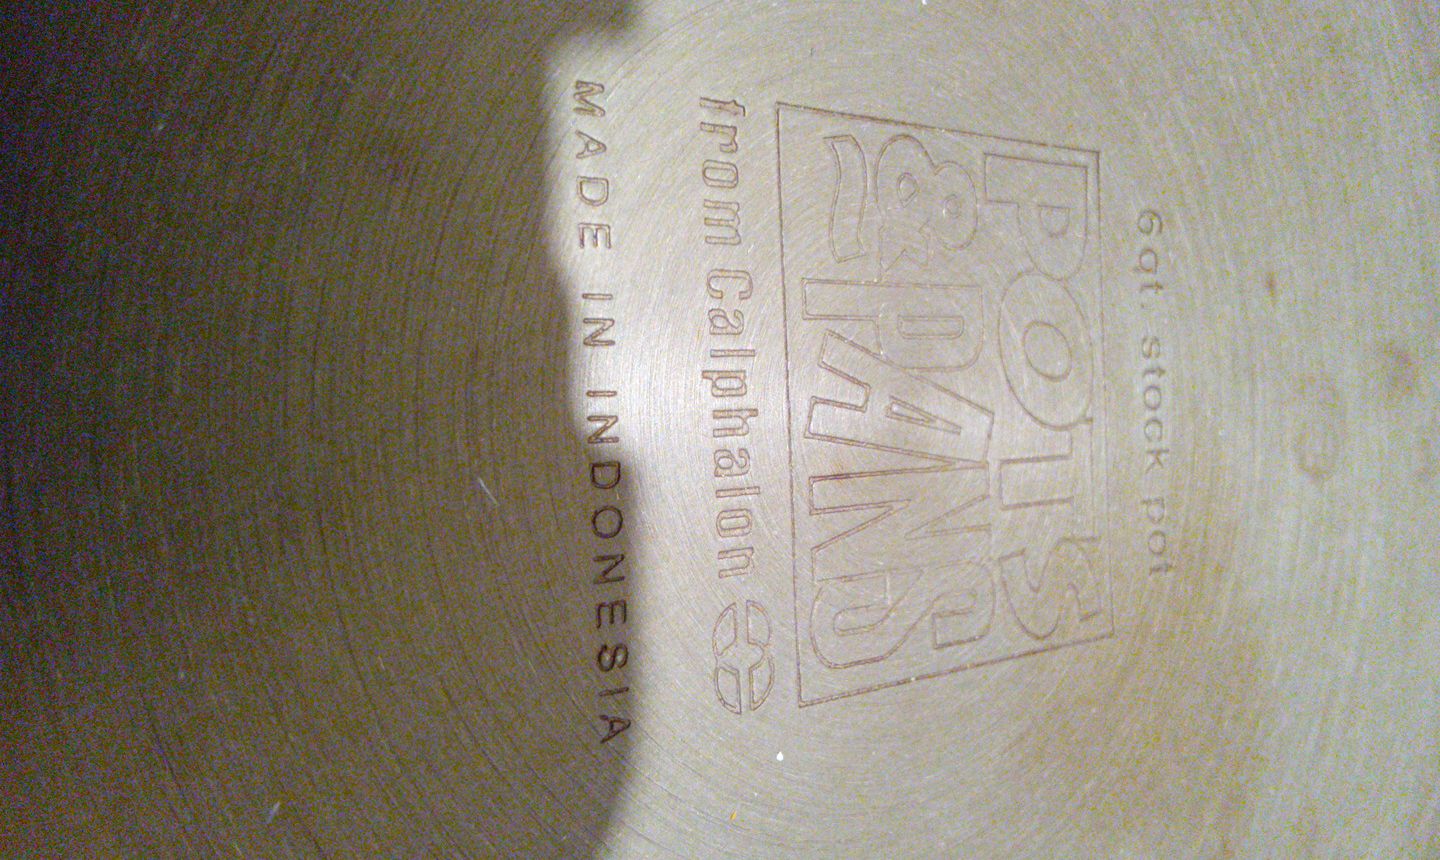 6qt. stock pot
POTS
& PANS
from Calphalon
MADE IN INDONESIA